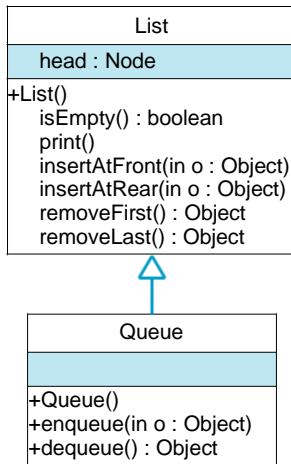 List
head : Node
+List()
isEmpty() : boolean
print()
insertAtFront(in o : Object)
insertAtRear(in o : Object)
removeFirst() : Object
removeLast() : Object
Queue
+Queue()
+enqueue(in o : Object)
+dequeue() : Object